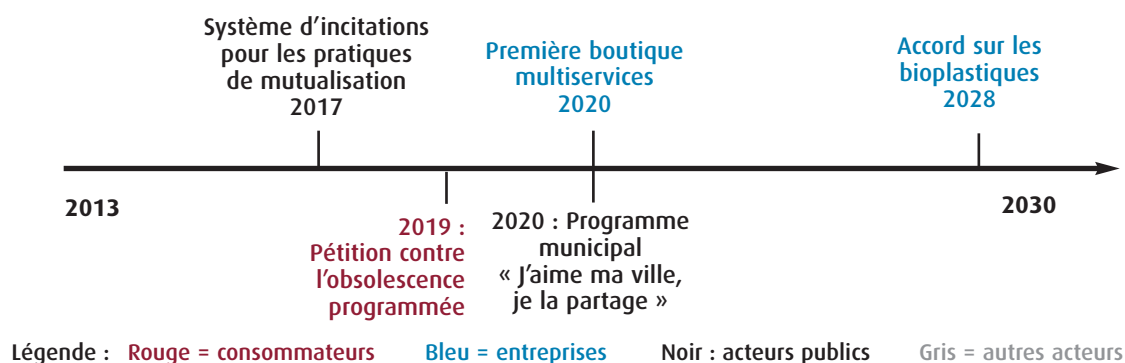 Système d’incitations
pour les pratiques
de mutualisation
2017
Première boutique
multiservices
2020
Accord sur les
bioplastiques
2028
2013
2030
2019 :
Pétition contre
l’obsolescence
programmée
2020 : Programme
municipal
« J’aime ma ville,
je la partage »
Légende : Rouge = consommateurs Bleu = entreprises Noir : acteurs publics Gris = autres acteurs